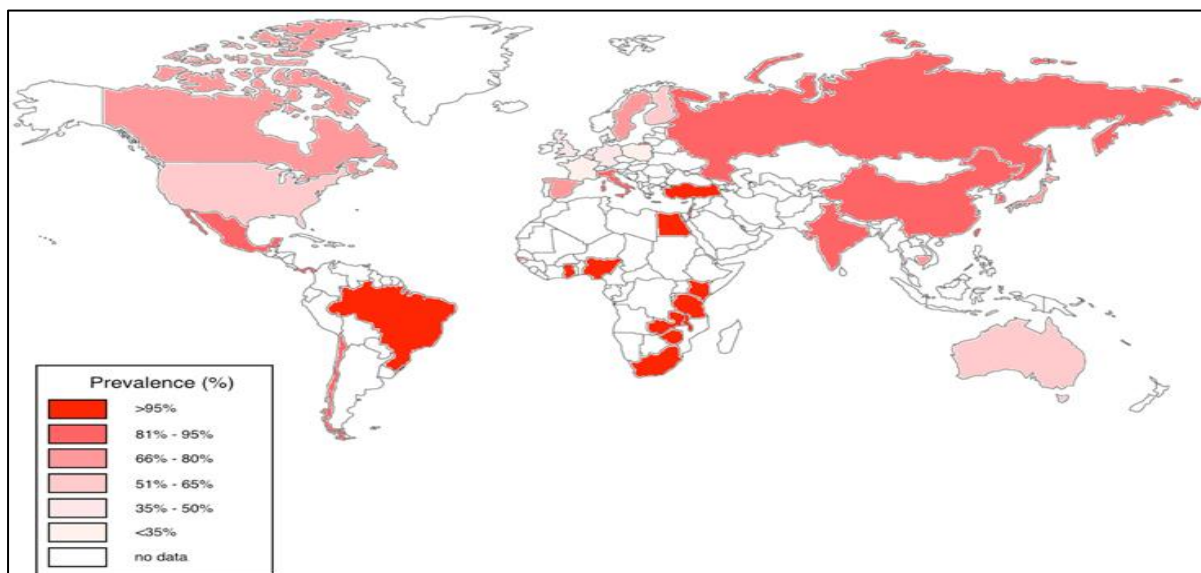 Prevalence (%)
>95%
81% - 95%
66% - 80%
51% - 65%
35% - 50%
<35%
no data